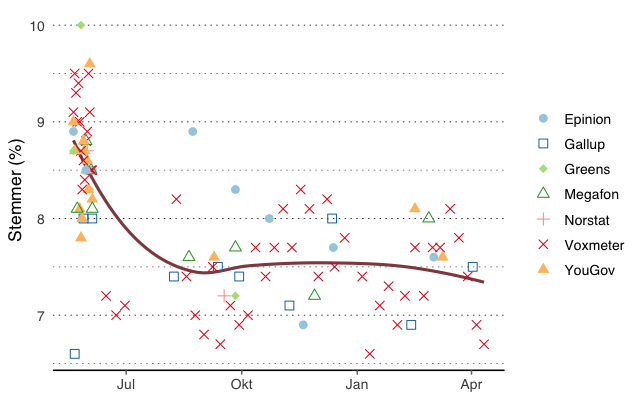 Stemmer (%)
10
9
8
7
Jul
Okt
Jan
Apr
Epinion
Gallup
Greens
Megafon
Norstat
Voxmeter
YouGov